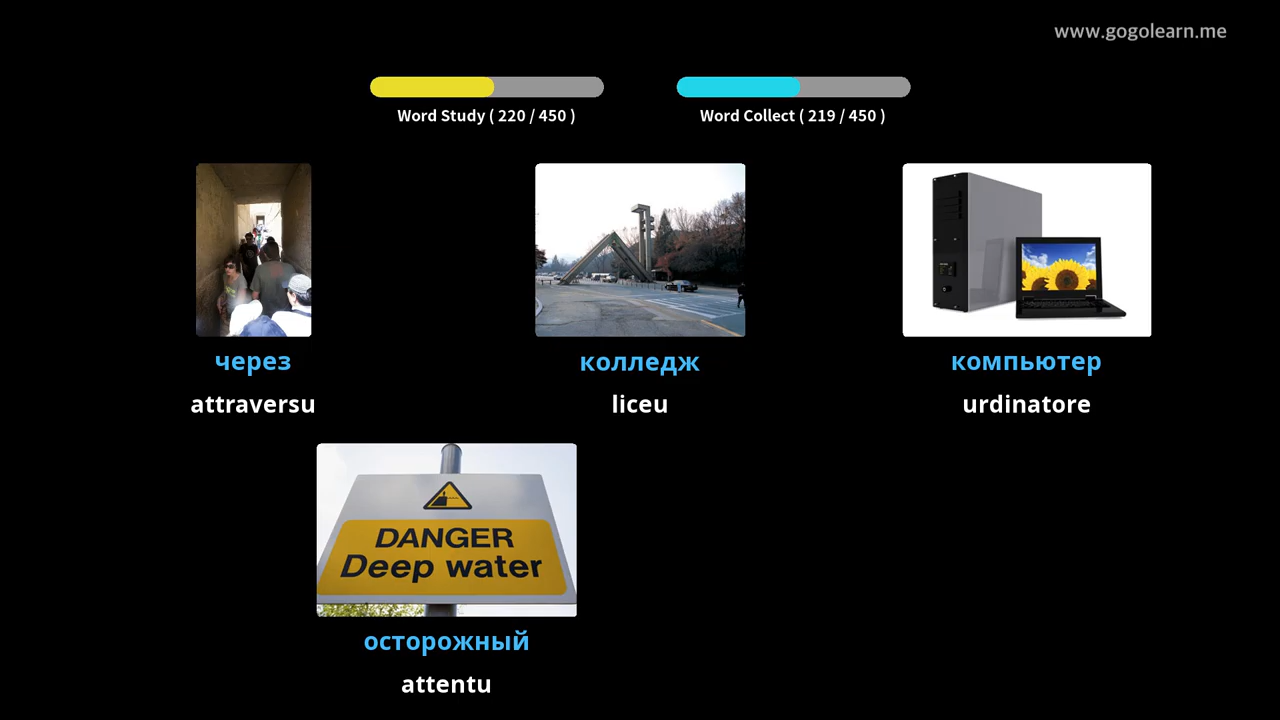 www.gogolearn.me
Word Study ( 220 / 450 )
Word Collect ( 219 / 450 )
через
колледж
компьютер
attraversu
liceu
urdinatore
DANGER
Deep water
осторожный
attentu